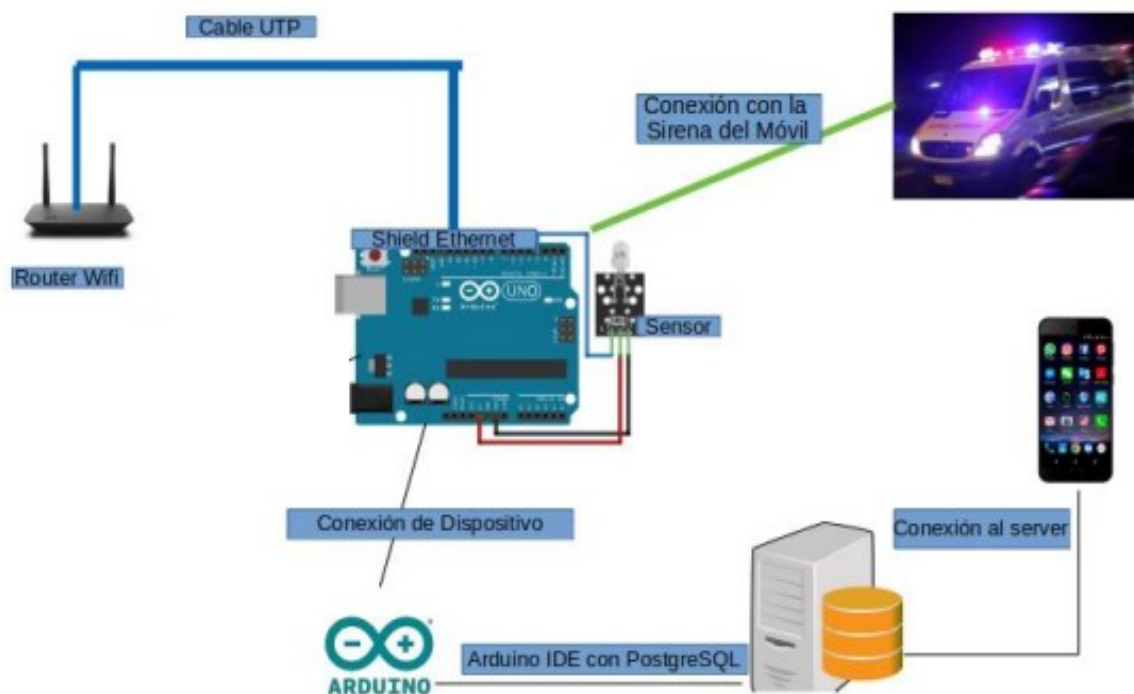 Cable UTP
Conexión con la
Sirena del Móvil
Router Wifi
Shield Ethernet
UNO
Sensor
Conexión de Dispositivo
Conexión al server
Arduino IDE con PostgreSQL
ARDUINO